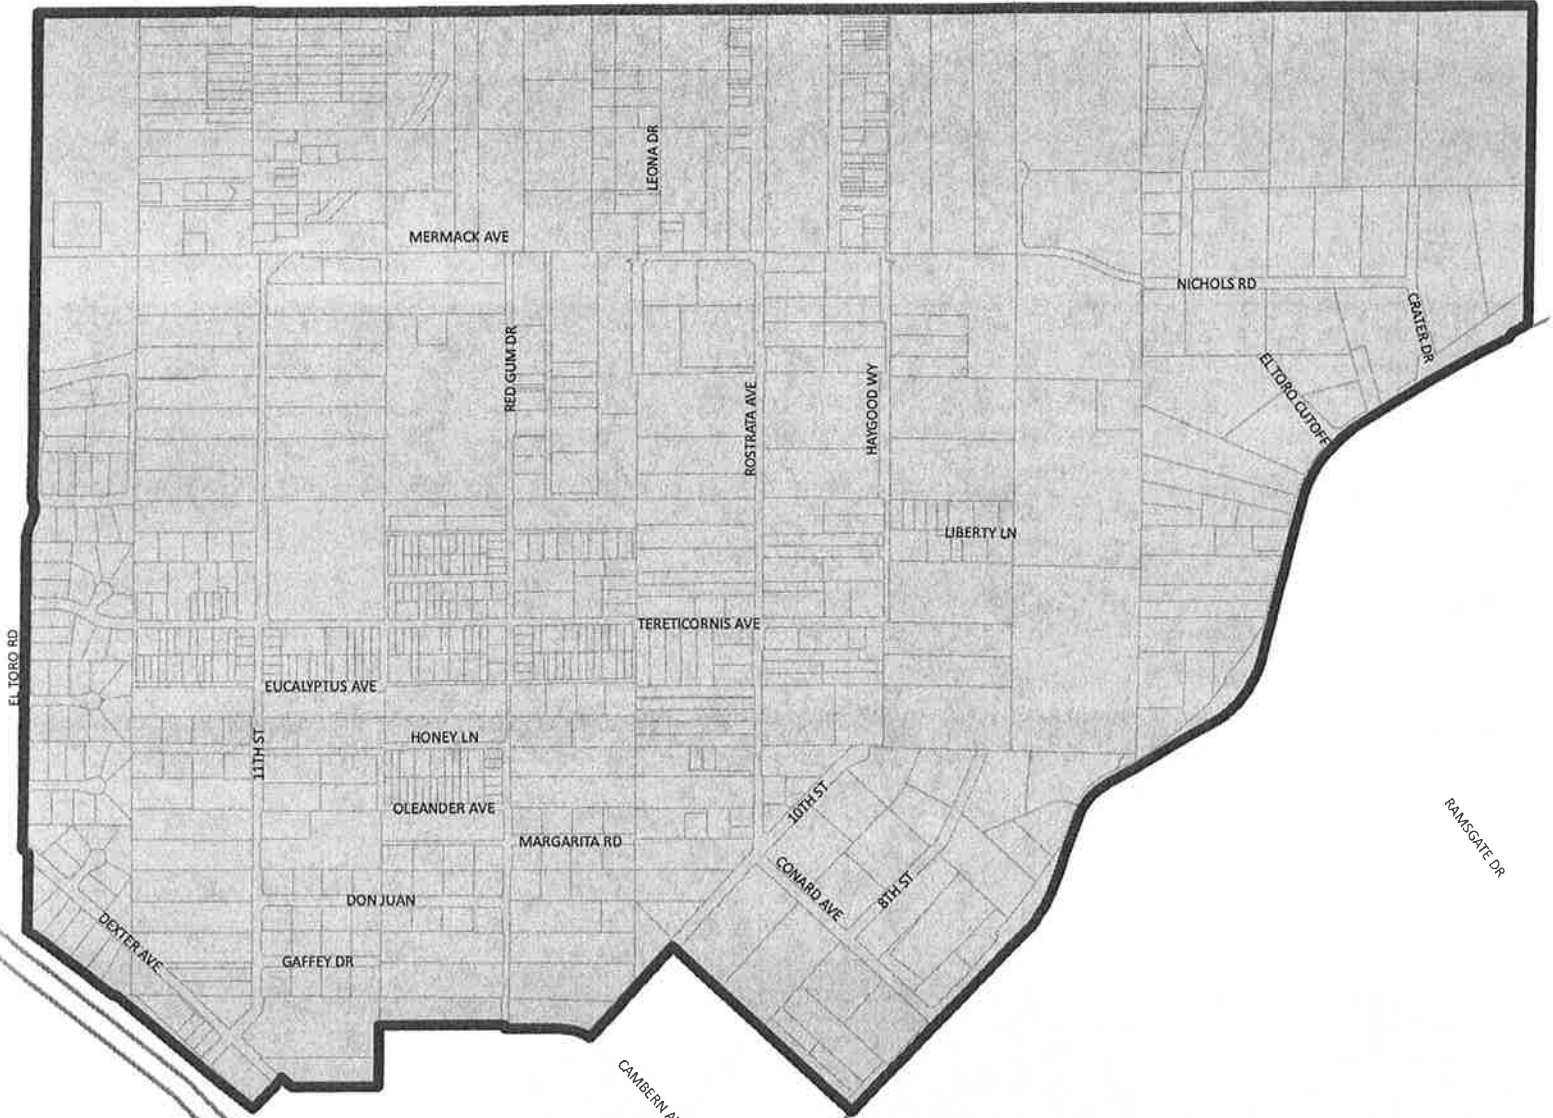 LEONA DR
MERMACK AVE
NICHOLS RD
CRATER DR
RED GUM DR
EL TORO CUTOFF
ROSTRATA AVE
HAYGOOD WY
LIBERTY LN
TERETICORNIS AVE
EL TORO RD
EUCALYPTUS AVE
HONEY LN
11TH ST
OLEANDER AVE
10TH ST
MARGARITA RD
RAMSGATE DR
CONARD AVE
8TH ST
DON JUAN
DEXTER AVE
GAFFEY DR
CAMBERN